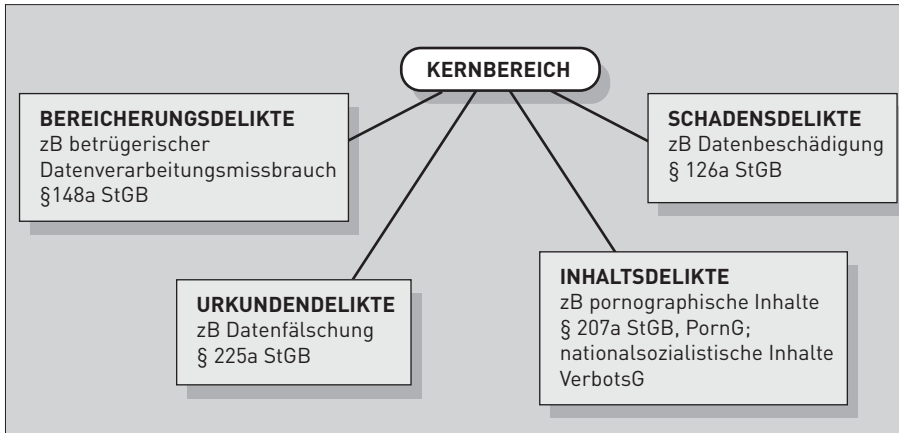 KERNBEREICH
BEREICHERUNGSDELIKTE
zB betrügerischer
Datenverarbeitungsmissbrauch
§148a StGB
SCHADENSDELIKTE
zB Datenbeschädigung
§ 126a StGB
URKUNDENDELIKTE
zB Datenfälschung
§ 225a StGB
INHALTSDELIKTE
zB pornographische Inhalte
§ 207a StGB, PornG;
nationalsozialistische Inhalte
VerbotsG